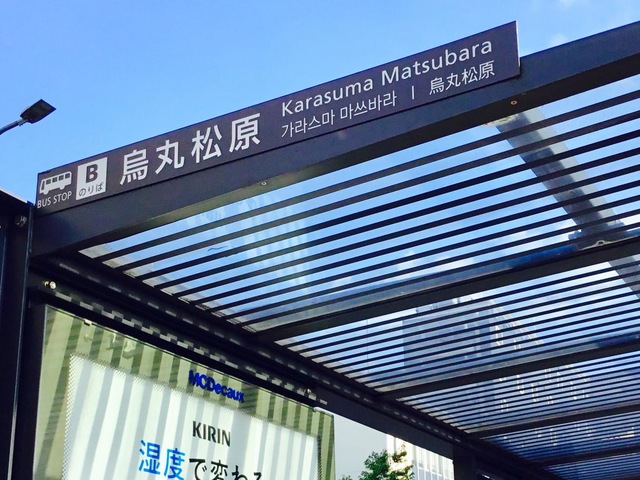 BUS STOP
B
のりば
烏丸松原
Karasuma Matsubara
가라스마 마쓰바라 | 烏丸松原
MCDecaux
KIRIN
湿度で変わる